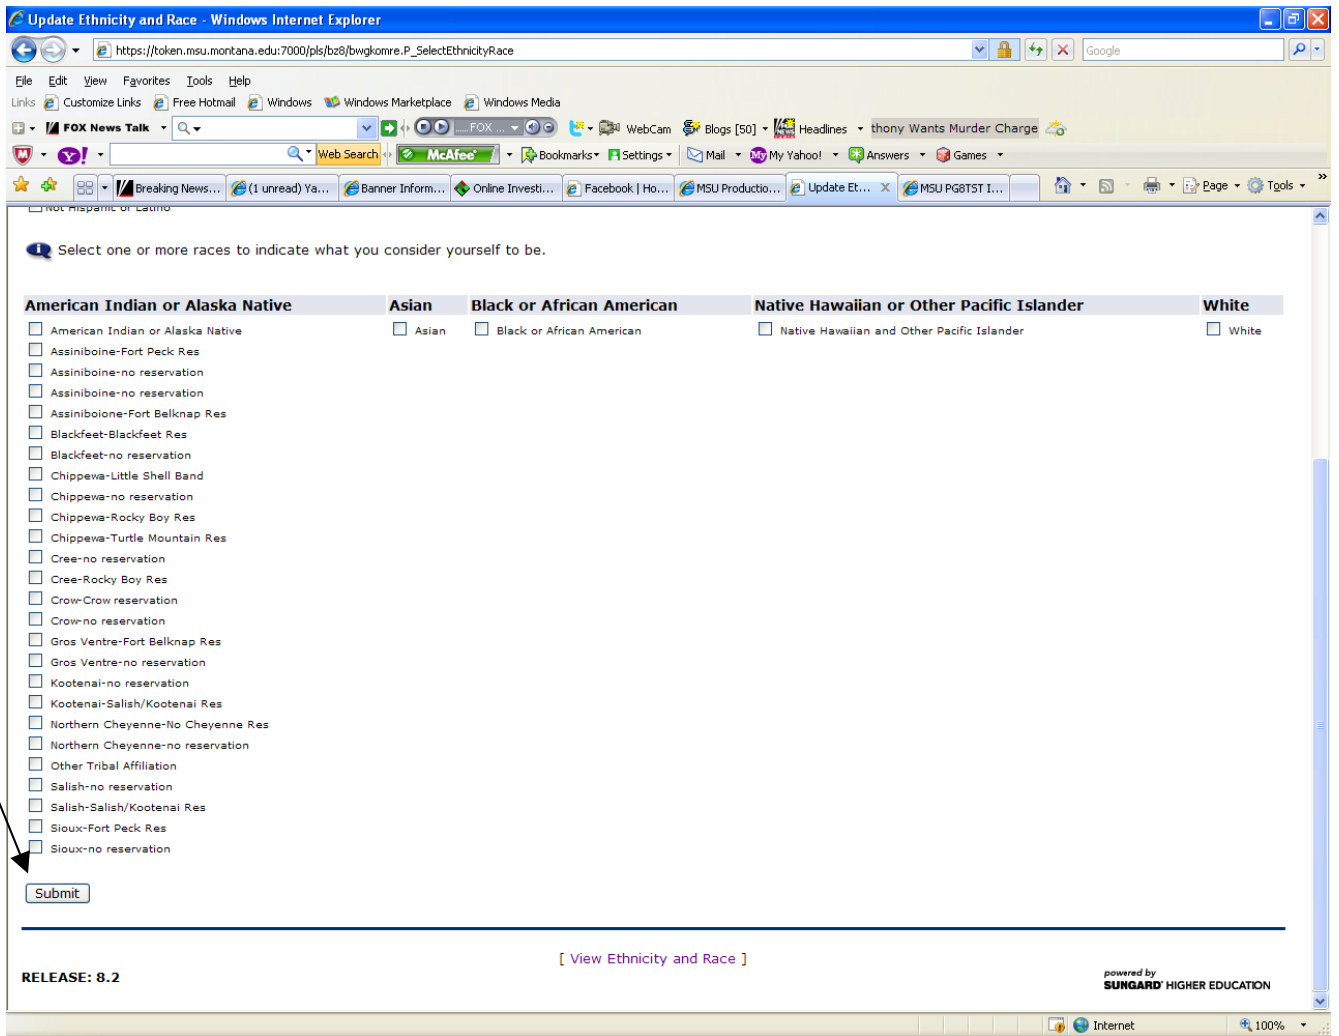 Update Ethnicity and Race - Windows Internet Explorer
https://token.msu.montana.edu:7000/pls/bz8/bwgkomre.P_SelectEthnicityRace
Google
File Edit View Favorites Tools Help
Links Customize Links Free Hotmail Windows Windows Marketplace Windows Media
FOX News Talk FOX ... WebCam Blogs [50] Headlines thony Wants Murder Charge
Y! Web Search McAfee Bookmarks Settings Mail My Yahoo! Answers Games
Breaking News... (1 unread) Ya... Banner Inform... Online Investi... Facebook | Ho... MSU Productio... Update Et... X MSU PG8TST I... Page Tools »
Not Hispanic or Latino
Select one or more races to indicate what you consider yourself to be.
American Indian or Alaska Native Asian Black or African American Native Hawaiian or Other Pacific Islander White
American Indian or Alaska Native Asian Black or African American Native Hawaiian and Other Pacific Islander White
Assiniboine-Fort Peck Res
Assiniboine-no reservation
Assiniboine-no reservation
Assiniboione-Fort Belknap Res
Blackfeet-Blackfeet Res
Blackfeet-no reservation
Chippewa-Little Shell Band
Chippewa-no reservation
Chippewa-Rocky Boy Res
Chippewa-Turtle Mountain Res
Cree-no reservation
Cree-Rocky Boy Res
Crow-Crow reservation
Crow-no reservation
Gros Ventre-Fort Belknap Res
Gros Ventre-no reservation
Kootenai-no reservation
Kootenai-Salish/Kootenai Res
Northern Cheyenne-No Cheyenne Res
Northern Cheyenne-no reservation
Other Tribal Affiliation
Salish-no reservation
Salish-Salish/Kootenai Res
Sioux-Fort Peck Res
Sioux-no reservation
Submit
[ View Ethnicity and Race ]
RELEASE: 8.2
powered by
SUNGARD® HIGHER EDUCATION
Internet 100%